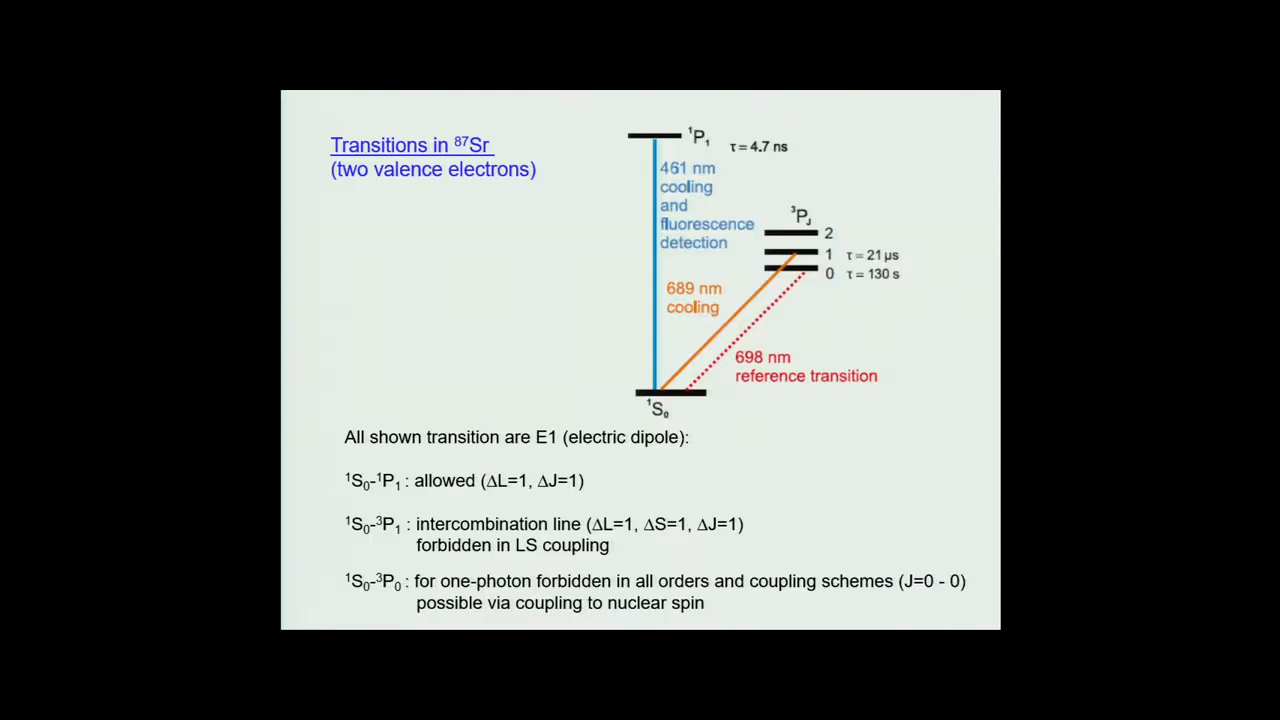 Transitions in ⁸⁷Sr
(two valence electrons)
¹P₁
τ = 4.7 ns
461 nm
cooling
and
fluorescence
detection
³P_J
2
1 τ = 21 µs
0 τ = 130 s
689 nm
cooling
698 nm
reference transition
¹S₀
All shown transition are E1 (electric dipole):
¹S₀-¹P₁ : allowed (ΔL=1, ΔJ=1)
¹S₀-³P₁ : intercombination line (ΔL=1, ΔS=1, ΔJ=1)
forbidden in LS coupling
¹S₀-³P₀ : for one-photon forbidden in all orders and coupling schemes (J=0 - 0)
possible via coupling to nuclear spin